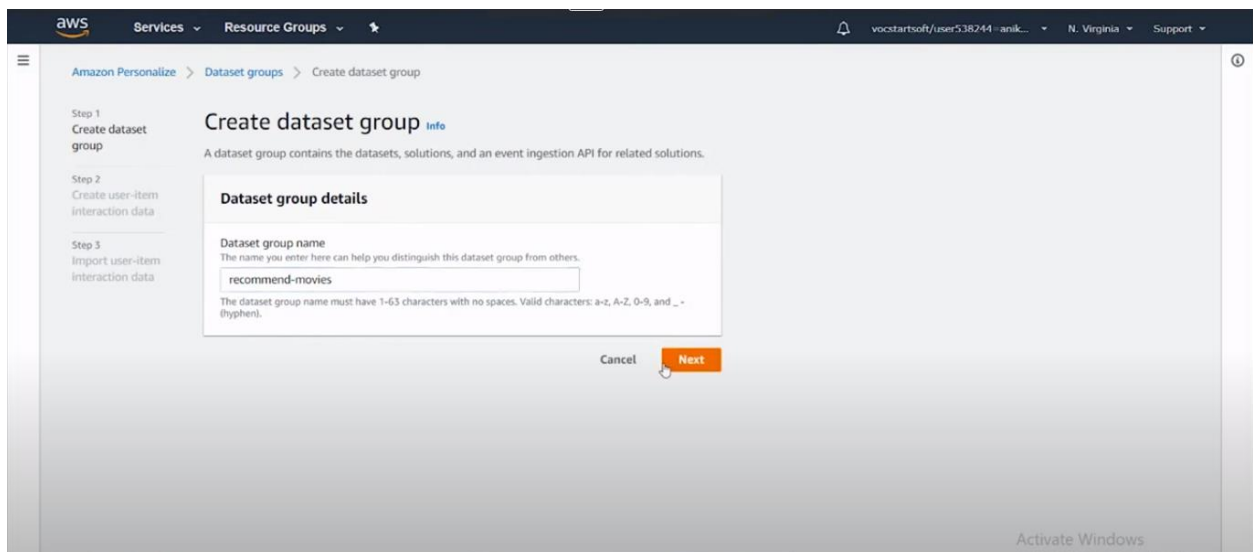 aws Services Resource Groups vocstartsoft/user538244=anik... N. Virginia Support
Amazon Personalize > Dataset groups > Create dataset group
Step 1
Create dataset
group
Step 2
Create user-item
interaction data
Step 3
Import user-item
interaction data
Create dataset group Info
A dataset group contains the datasets, solutions, and an event ingestion API for related solutions.
Dataset group details
Dataset group name
The name you enter here can help you distinguish this dataset group from others.
recommend-movies
The dataset group name must have 1-63 characters with no spaces. Valid characters: a-z, A-Z, 0-9, and _ -
(hyphen).
Cancel Next
Activate Windows